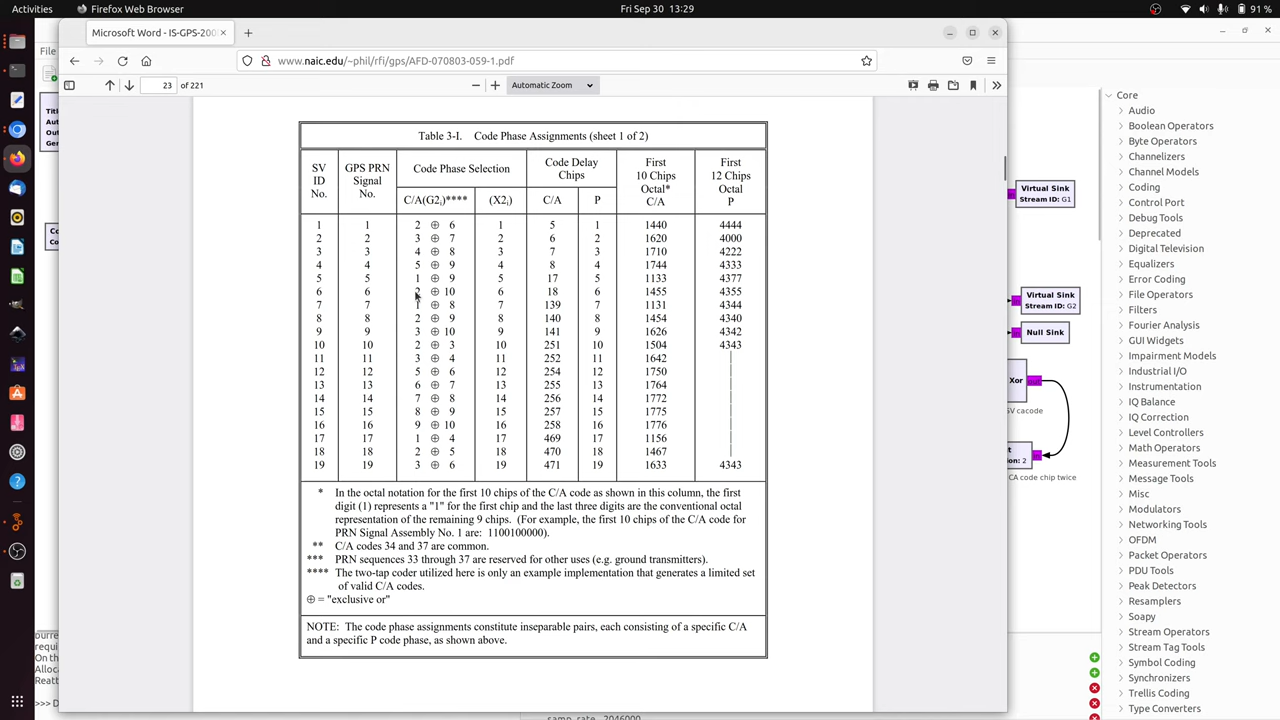 Activities
Firefox Web Browser
Fri Sep 30 13:29
91 %
Microsoft Word - IS-GPS-200
File
www.naic.edu/~phil/rfi/gps/AFD-070803-059-1.pdf
23 of 221
Automatic Zoom
Table 3-I. Code Phase Assignments (sheet 1 of 2)
SV ID No. GPS PRN Signal No. Code Phase Selection Code Delay Chips First 10 Chips Octal* C/A First 12 Chips Octal P
C/A(G2ᵢ)**** (X2ᵢ) C/A P
1 1 2 ⊕ 6 1 5 1 1440 4444
2 2 3 ⊕ 7 2 6 2 1620 4000
3 3 4 ⊕ 8 3 7 3 1710 4222
4 4 5 ⊕ 9 4 8 4 1744 4333
5 5 1 ⊕ 9 5 17 5 1133 4377
6 6 2 ⊕ 10 6 18 6 1455 4355
7 7 1 ⊕ 8 7 139 7 1131 4344
8 8 2 ⊕ 9 8 140 8 1454 4340
9 9 3 ⊕ 10 9 141 9 1626 4342
10 10 2 ⊕ 3 10 251 10 1504 4343
11 11 3 ⊕ 4 11 252 11 1642
12 12 5 ⊕ 6 12 254 12 1750
13 13 6 ⊕ 7 13 255 13 1764
14 14 7 ⊕ 8 14 256 14 1772
15 15 8 ⊕ 9 15 257 15 1775
16 16 9 ⊕ 10 16 258 16 1776
17 17 1 ⊕ 4 17 469 17 1156
18 18 2 ⊕ 5 18 470 18 1467
19 19 3 ⊕ 6 19 471 19 1633 4343
* In the octal notation for the first 10 chips of the C/A code as shown in this column, the first
digit (1) represents a "1" for the first chip and the last three digits are the conventional octal
representation of the remaining 9 chips. (For example, the first 10 chips of the C/A code for
PRN Signal Assembly No. 1 are: 1100100000).
** C/A codes 34 and 37 are common.
*** PRN sequences 33 through 37 are reserved for other uses (e.g. ground transmitters).
**** The two-tap coder utilized here is only an example implementation that generates a limited set
of valid C/A codes.
⊕ = "exclusive or"
NOTE: The code phase assignments constitute inseparable pairs, each consisting of a specific C/A
and a specific P code phase, as shown above.
Virtual Sink
Stream ID: G1
Virtual Sink
Stream ID: G2
Null Sink
Xor
SV cacode
on: 2
CA code twice
Core
Audio
Boolean Operators
Byte Operators
Channelizers
Channel Models
Coding
Control Port
Debug Tools
Deprecated
Digital Television
Equalizers
Error Coding
File Operators
Filters
Fourier Analysis
GUI Widgets
Impairment Models
Industrial I/O
Instrumentation
IQ Balance
IQ Correction
Level Controllers
Math Operators
Measurement Tools
Message Tools
Misc
Modulators
Networking Tools
OFDM
Packet Operators
PDU Tools
Peak Detectors
Resamplers
Soapy
Stream Operators
Stream Tag Tools
Symbol Coding
Synchronizers
Trellis Coding
Type Converters
On th
Reatt
>>> D
samp_rate 2046000